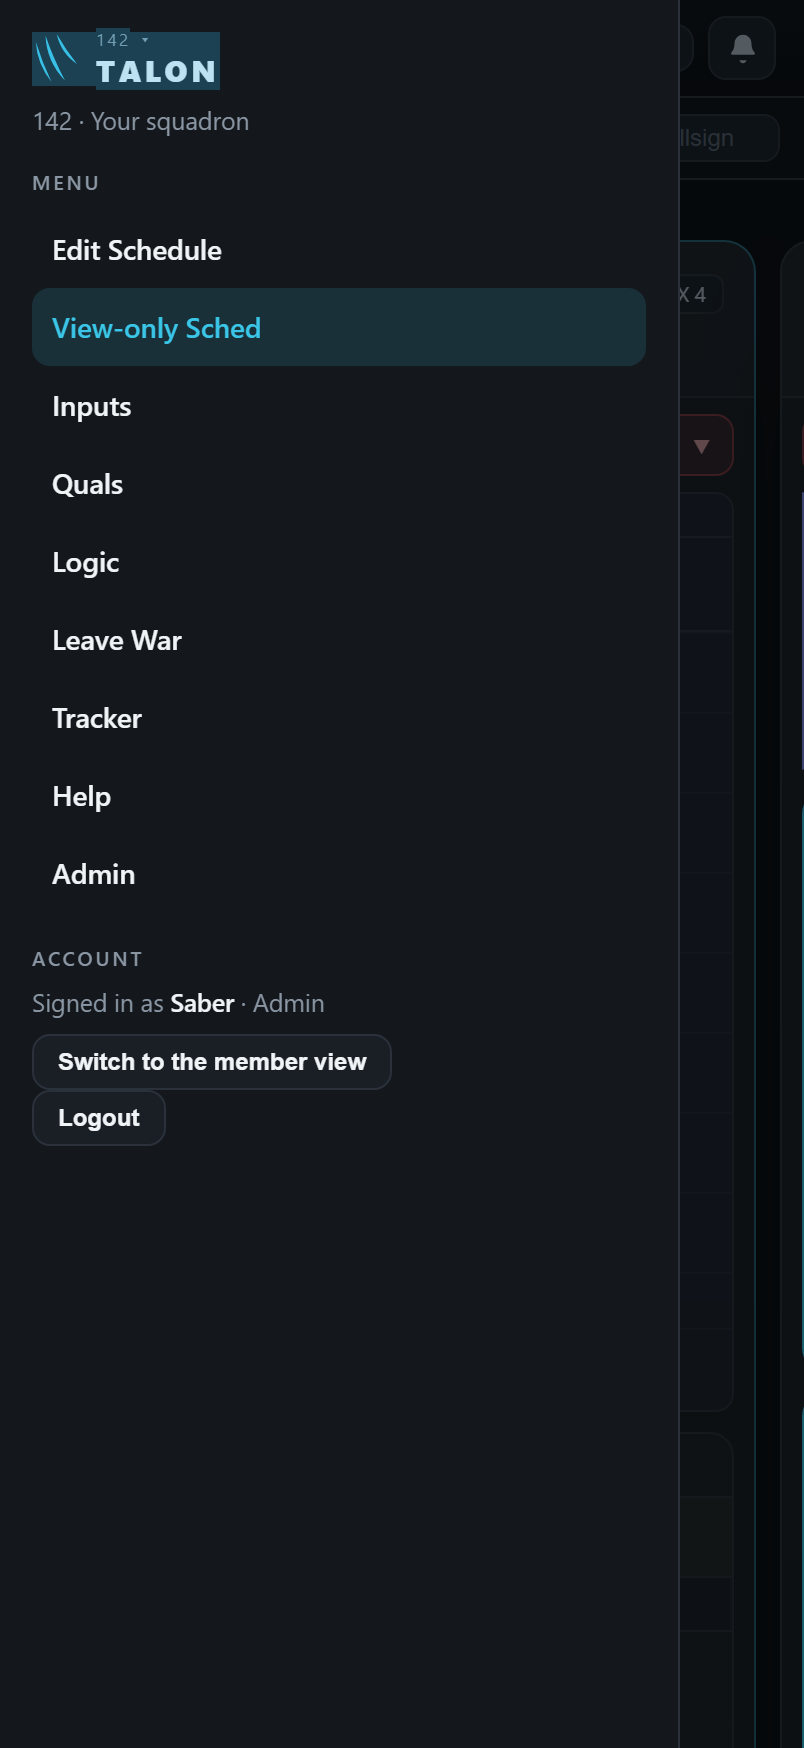 142 ▾
TALON
142 · Your squadron
MENU
Edit Schedule
View-only Sched
Inputs
Quals
Logic
Leave War
Tracker
Help
Admin
ACCOUNT
Signed in as Saber · Admin
Switch to the member view
Logout
llsign
X 4
▼